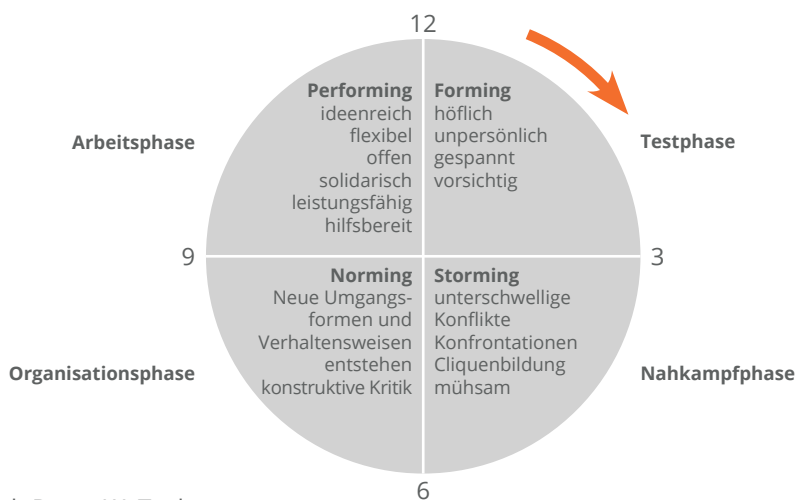 12
Performing
ideenreich
flexibel
offen
solidarisch
leistungsfähig
hilfsbereit
Forming
höflich
unpersönlich
gespannt
vorsichtig
Arbeitsphase
Testphase
9
3
Norming
Neue Umgangs-
formen und
Verhaltensweisen
entstehen
konstruktive Kritik
Storming
unterschwellige
Konflikte
Konfrontationen
Cliquenbildung
mühsam
Organisationsphase
Nahkampfphase
6